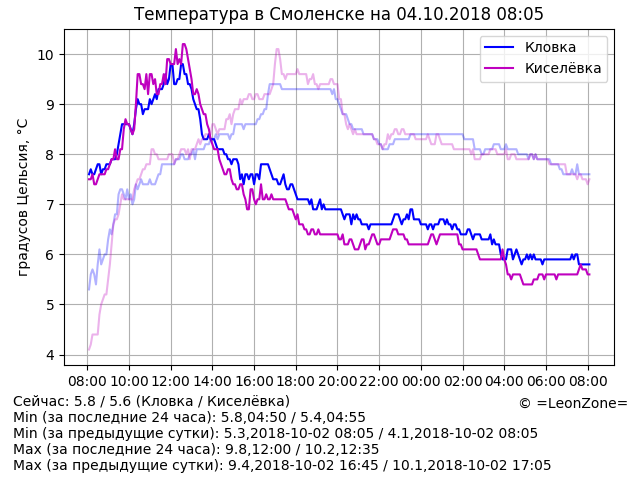 Температура в Смоленске на 04.10.2018 08:05
Кловка
Киселёвка
градусов Цельсия, °C
10
9
8
7
6
5
4
08:00 10:00 12:00 14:00 16:00 18:00 20:00 22:00 00:00 02:00 04:00 06:00 08:00
Сейчас: 5.8 / 5.6 (Кловка / Киселёвка)
© =LeonZone=
Min (за последние 24 часа): 5.8,04:50 / 5.4,04:55
Min (за предыдущие сутки): 5.3,2018-10-02 08:05 / 4.1,2018-10-02 08:05
Max (за последние 24 часа): 9.8,12:00 / 10.2,12:35
Max (за предыдущие сутки): 9.4,2018-10-02 16:45 / 10.1,2018-10-02 17:05